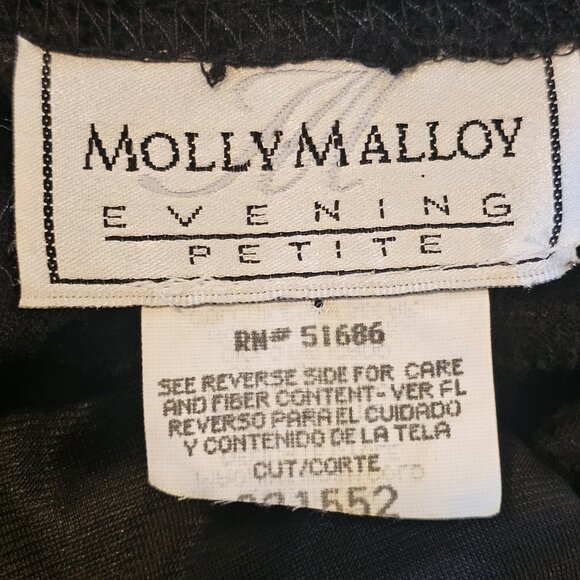 MOLLY MALLOY
EVENING
PETITE
RN# 51686
SEE REVERSE SIDE FOR CARE
AND FIBER CONTENT-VER FL
REVERSO PARA EL CUIDADO
Y CONTENIDO DE LA TELA
CUT/CORTE